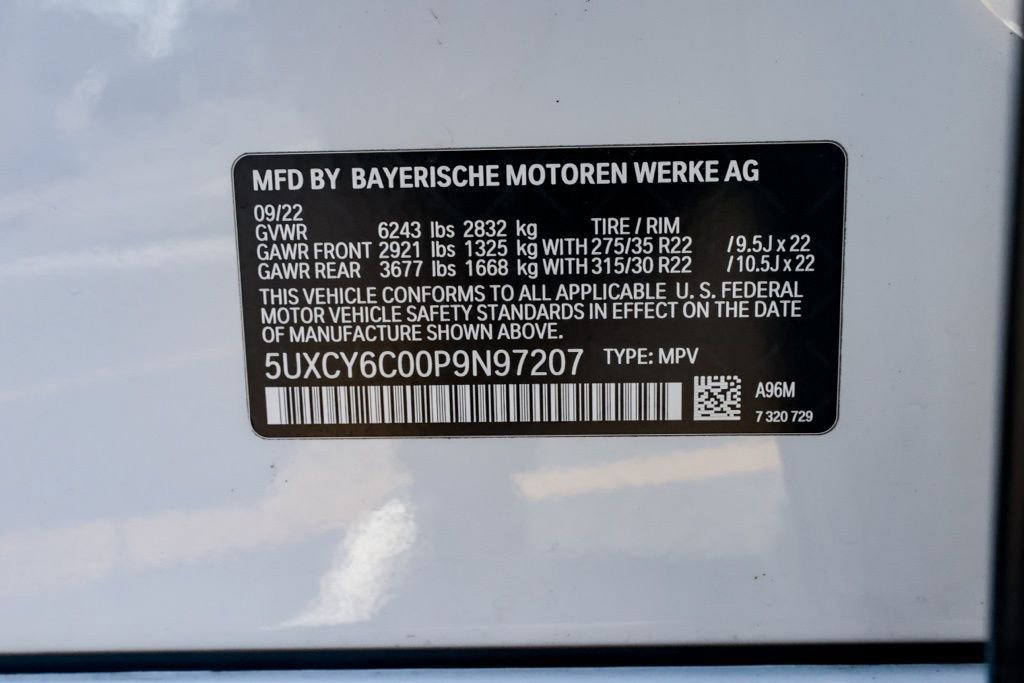 MFD BY BAYERISCHE MOTOREN WERKE AG
09/22
GVWR 6243 lbs 2832 kg TIRE / RIM
GAWR FRONT 2921 lbs 1325 kg WITH 275/35 R22 /9.5J x 22
GAWR REAR 3677 lbs 1668 kg WITH 315/30 R22 /10.5J x 22
THIS VEHICLE CONFORMS TO ALL APPLICABLE U. S. FEDERAL
MOTOR VEHICLE SAFETY STANDARDS IN EFFECT ON THE DATE
OF MANUFACTURE SHOWN ABOVE.
5UXCY6C00P9N97207 TYPE: MPV
A96M
7 320 729